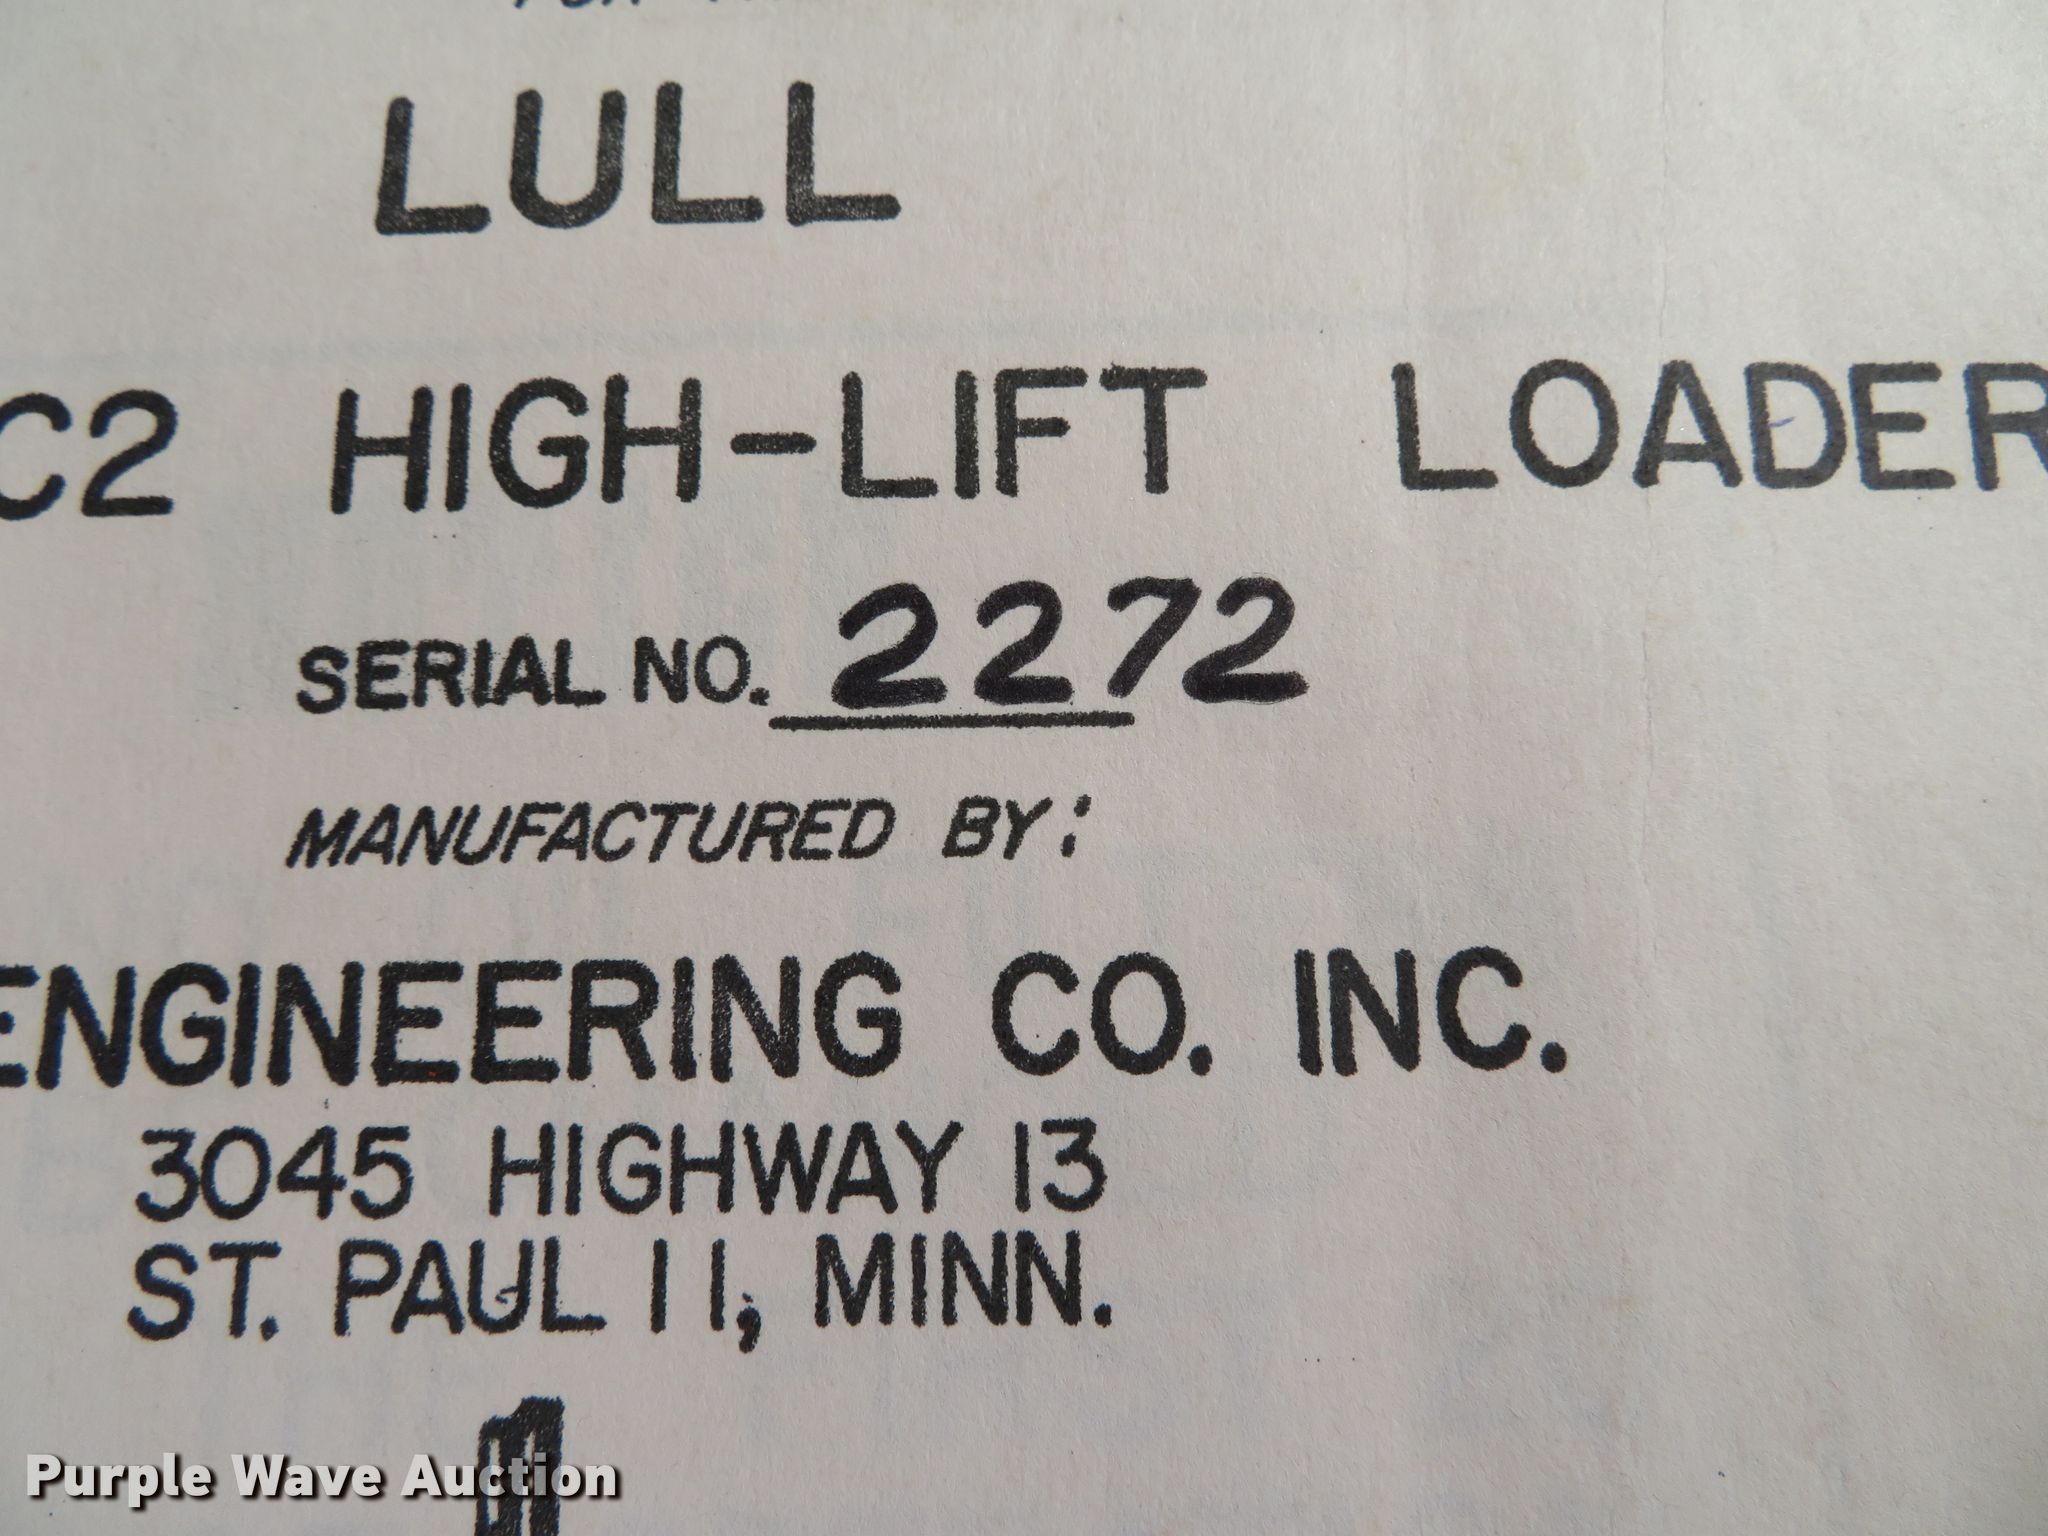 LULL
C2 HIGH-LIFT LOADER
SERIAL NO. 2272
MANUFACTURED BY:
ENGINEERING CO. INC.
3045 HIGHWAY 13
ST. PAUL 11, MINN.
Purple Wave Auction